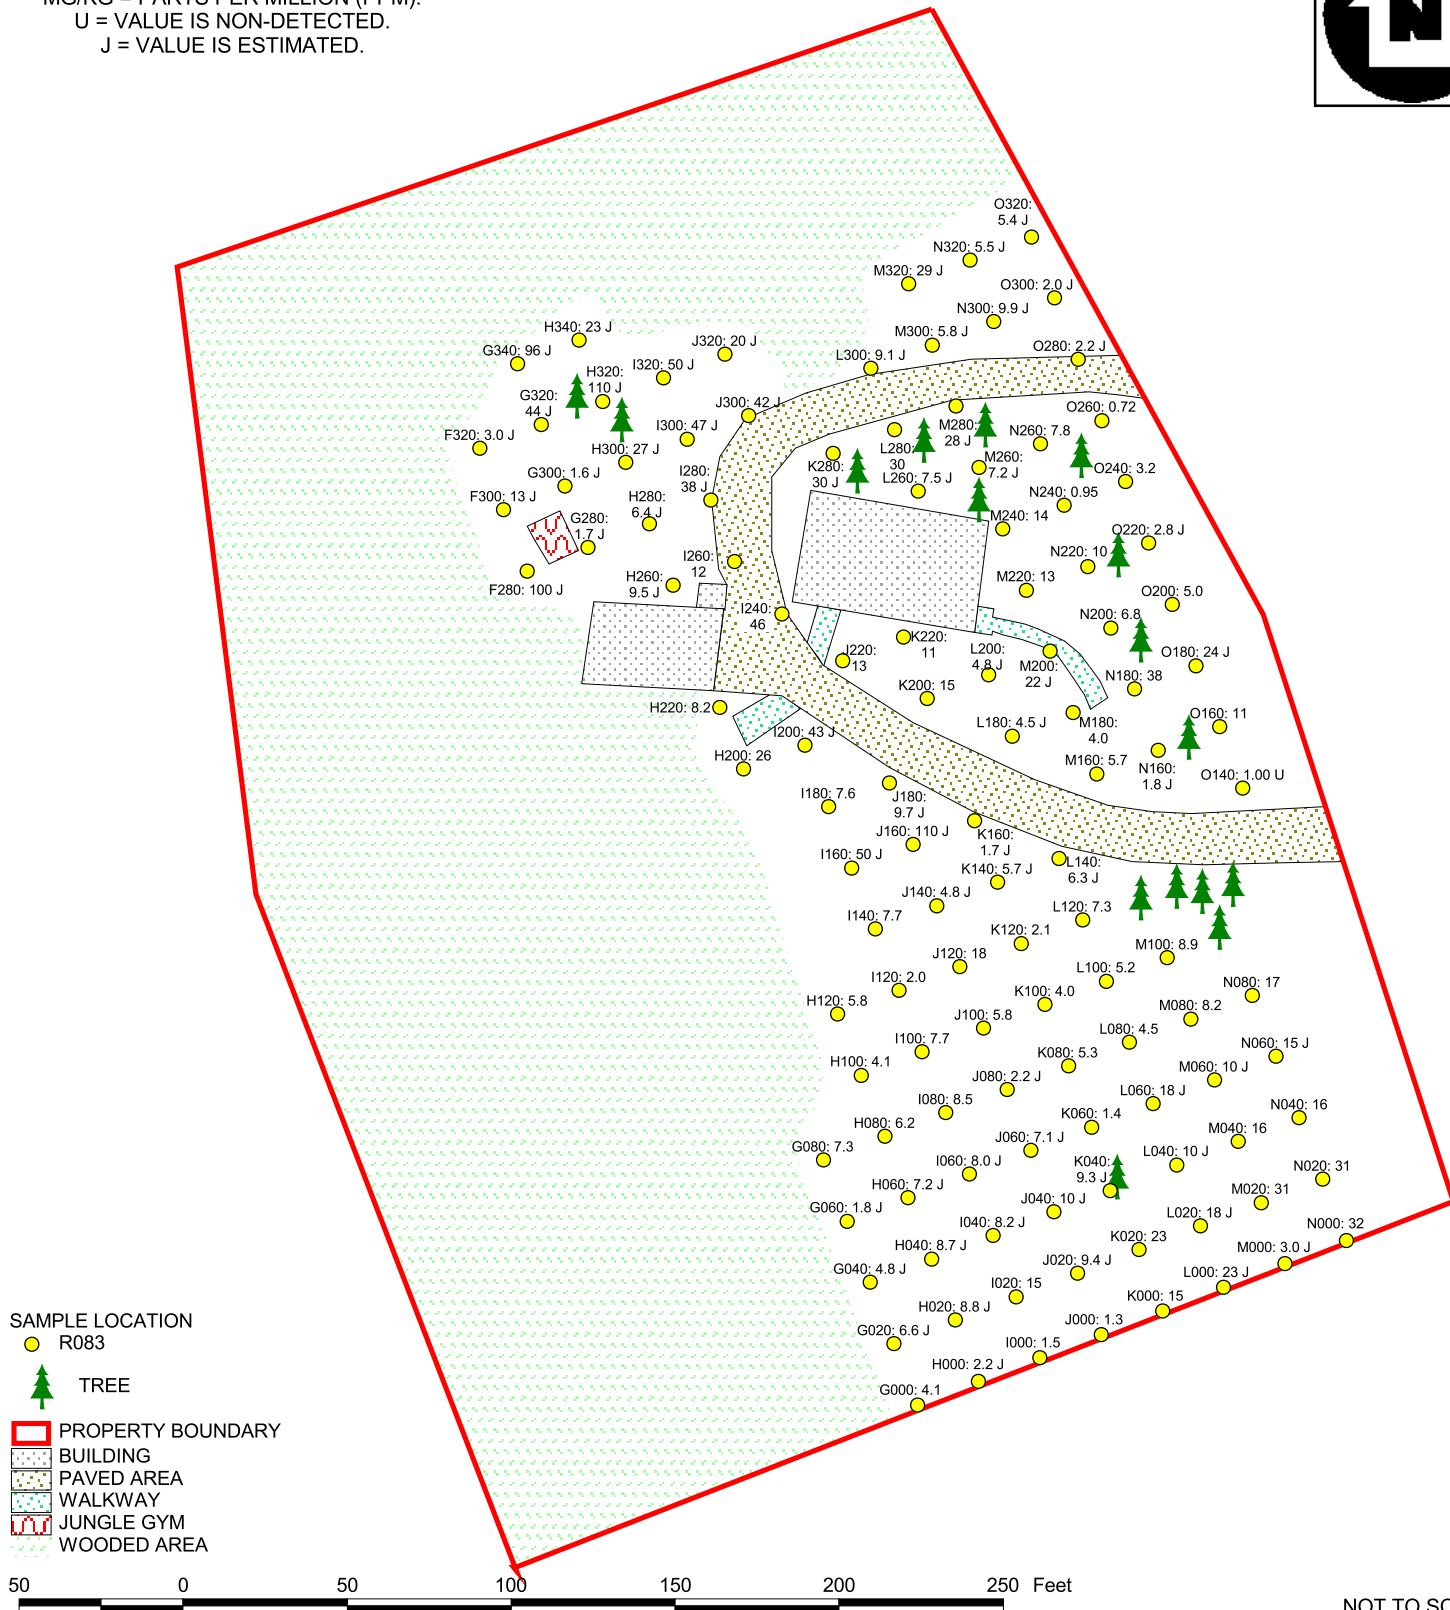 MG/KG = PARTS PER MILLION (PPM).
U = VALUE IS NON-DETECTED.
J = VALUE IS ESTIMATED.
N
O320:
5.4 J
N320: 5.5 J
M320: 29 J
O300: 2.0 J
N300: 9.9 J
M300: 5.8 J
O280: 2.2 J
L300: 9.1 J
H340: 23 J
G340: 96 J
J320: 20 J
I320: 50 J
H320:
110 J
G320:
44 J
J300: 42 J
I300: 47 J
F320: 3.0 J
H300: 27 J
G300: 1.6 J
I280:
38 J
F300: 13 J
H280:
6.4 J
G280:
1.7 J
I260:
12
H260:
9.5 J
F280: 100 J
I240:
46
O260: 0.72
M280:
28 J
N260: 7.8
L280:
30
K280:
30 J
M260:
7.2 J
L260: 7.5 J
O240: 3.2
N240: 0.95
M240: 14
O220: 2.8 J
N220: 10
M220: 13
O200: 5.0
N200: 6.8
K220:
11
J220:
13
L200:
4.8 J
M200:
22 J
O180: 24 J
N180: 38
K200: 15
H220: 8.2
L180: 4.5 J
M180:
4.0
O160: 11
I200: 43 J
H200: 26
M160: 5.7
N160:
1.8 J
O140: 1.00 U
I180: 7.6
J180:
9.7 J
J160: 110 J
K160:
1.7 J
I160: 50 J
K140: 5.7 J
L140:
6.3 J
J140: 4.8 J
I140: 7.7
L120: 7.3
K120: 2.1
J120: 18
M100: 8.9
I120: 2.0
L100: 5.2
H120: 5.8
K100: 4.0
N080: 17
J100: 5.8
M080: 8.2
I100: 7.7
L080: 4.5
H100: 4.1
K080: 5.3
N060: 15 J
J080: 2.2 J
M060: 10 J
I080: 8.5
L060: 18 J
H080: 6.2
K060: 1.4
N040: 16
G080: 7.3
J060: 7.1 J
M040: 16
I060: 8.0 J
K040:
9.3 J
L040: 10 J
H060: 7.2 J
N020: 31
G060: 1.8 J
J040: 10 J
M020: 31
I040: 8.2 J
L020: 18 J
H040: 8.7 J
K020: 23
N000: 32
G040: 4.8 J
J020: 9.4 J
M000: 3.0 J
I020: 15
L000: 23 J
H020: 8.8 J
K000: 15
G020: 6.6 J
J000: 1.3
I000: 1.5
H000: 2.2 J
G000: 4.1
SAMPLE LOCATION
R083
TREE
PROPERTY BOUNDARY
BUILDING
PAVED AREA
WALKWAY
JUNGLE GYM
WOODED AREA
50 0 50 100 150 200 250 Feet
NOT TO SC